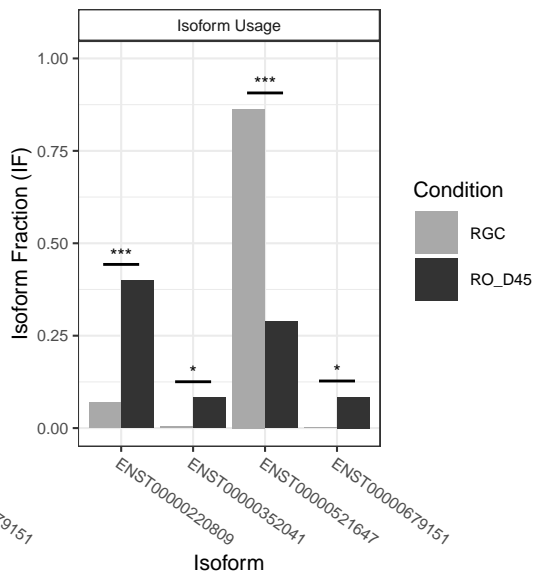 Isoform Usage
1.00
0.75
0.50
0.25
0.00
Isoform Fraction (IF)
***
*
***
*
ENST00000220809
ENST00000352041
ENST00000521647
ENST00000679151
79151
Isoform
Condition
RGC
RO_D45